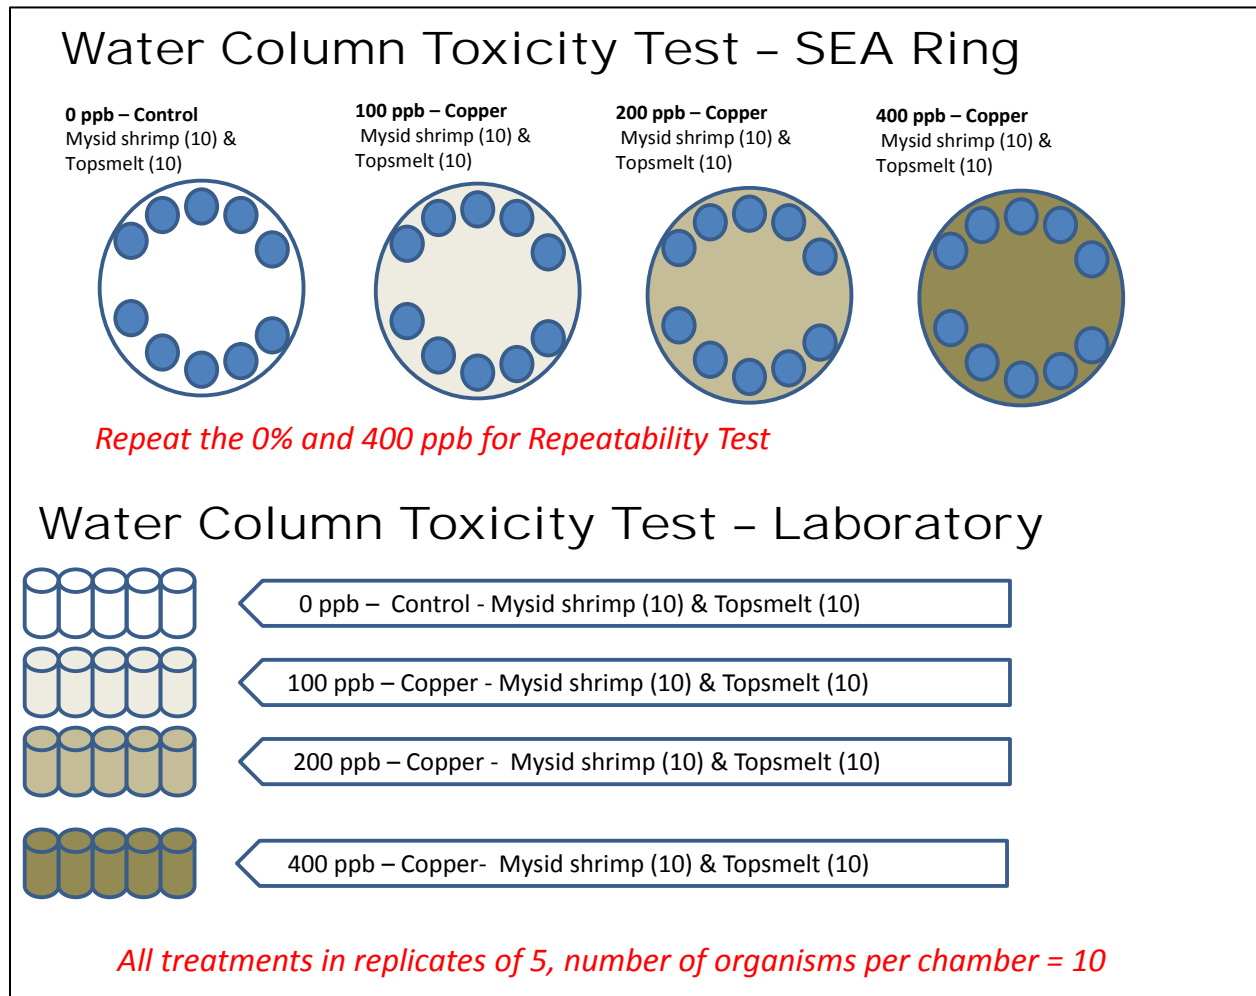 Water Column Toxicity Test – SEA Ring
0 ppb – Control
Mysid shrimp (10) &
Topsmelt (10)
100 ppb – Copper
Mysid shrimp (10) &
Topsmelt (10)
200 ppb – Copper
Mysid shrimp (10) &
Topsmelt (10)
400 ppb – Copper
Mysid shrimp (10) &
Topsmelt (10)
Repeat the 0% and 400 ppb for Repeatability Test
Water Column Toxicity Test – Laboratory
0 ppb – Control - Mysid shrimp (10) & Topsmelt (10)
100 ppb – Copper - Mysid shrimp (10) & Topsmelt (10)
200 ppb – Copper - Mysid shrimp (10) & Topsmelt (10)
400 ppb – Copper- Mysid shrimp (10) & Topsmelt (10)
All treatments in replicates of 5, number of organisms per chamber = 10